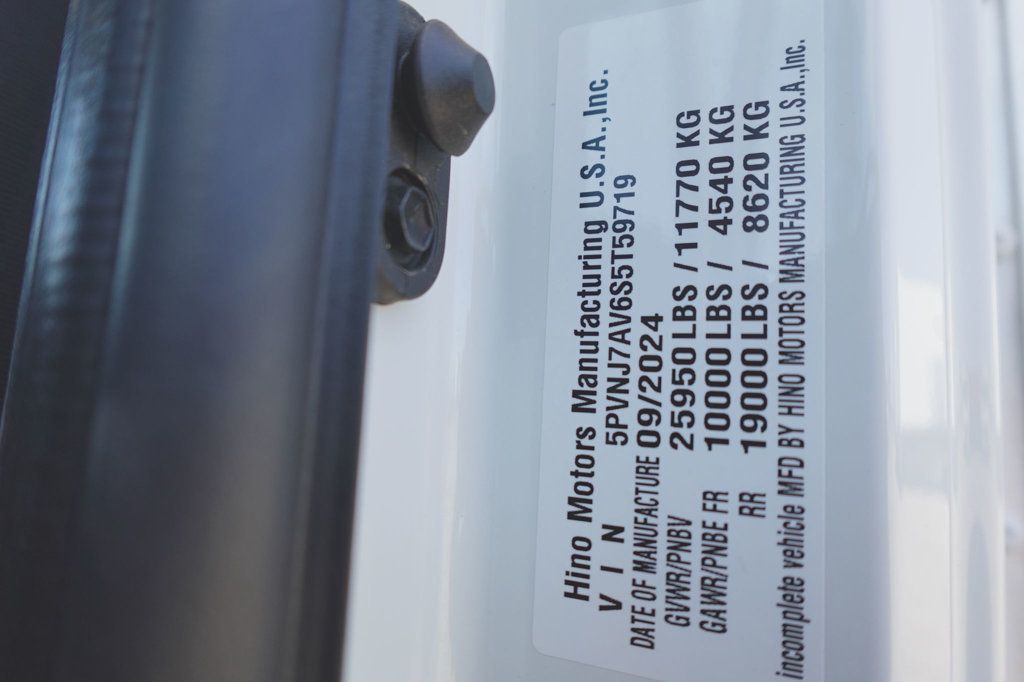 Hino Motors Manufacturing U.S.A.,Inc.
VIN 5PVNJ7AV6S5T59719
DATE OF MANUFACTURE 09/2024
GVWR/PNBV 25950 LBS / 11770 KG
GAWR/PNBE FR 10000 LBS / 4540 KG
RR 19000 LBS / 8620 KG
incomplete vehicle MFD BY HINO MOTORS MANUFACTURING U.S.A.,Inc.